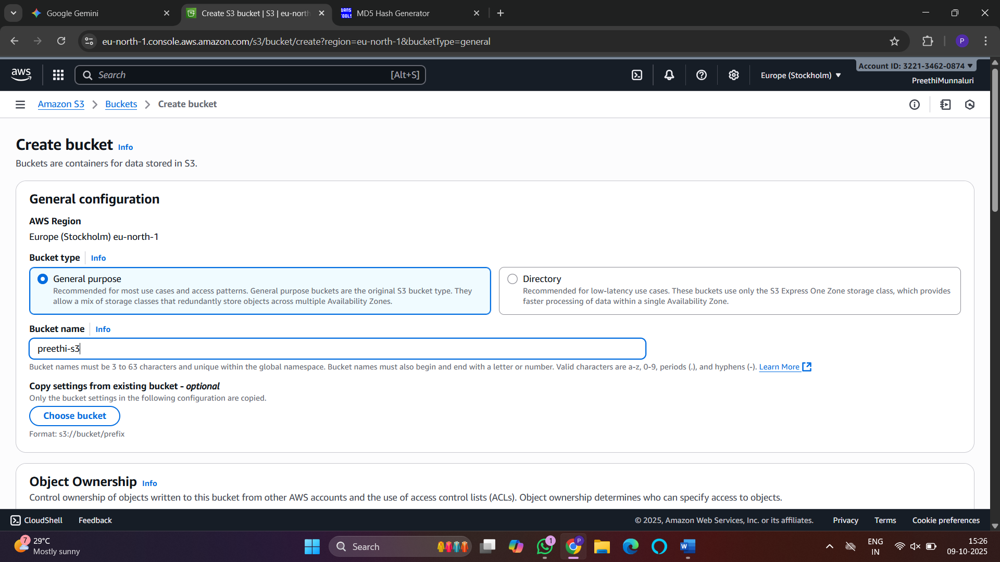 Google Gemini
Create S3 bucket | S3 | eu-north
DANS TOOLS
MD5 Hash Generator
eu-north-1.console.aws.amazon.com/s3/bucket/create?region=eu-north-1&bucketType=general
P
aws
Search
[Alt+S]
Europe (Stockholm)
Account ID: 3221-3462-0874
PreethiMunnaluri
Amazon S3
Buckets
Create bucket
Create bucket Info
Buckets are containers for data stored in S3.
General configuration
AWS Region
Europe (Stockholm) eu-north-1
Bucket type Info
General purpose
Recommended for most use cases and access patterns. General purpose buckets are the original S3 bucket type. They
allow a mix of storage classes that redundantly store objects across multiple Availability Zones.
Directory
Recommended for low-latency use cases. These buckets use only the S3 Express One Zone storage class, which provides
faster processing of data within a single Availability Zone.
Bucket name Info
preethi-s3
Bucket names must be 3 to 63 characters and unique within the global namespace. Bucket names must also begin and end with a letter or number. Valid characters are a-z, 0-9, periods (.), and hyphens (-). Learn More
Copy settings from existing bucket - optional
Only the bucket settings in the following configuration are copied.
Choose bucket
Format: s3://bucket/prefix
Object Ownership Info
Control ownership of objects written to this bucket from other AWS accounts and the use of access control lists (ACLs). Object ownership determines who can specify access to objects.
CloudShell
Feedback
© 2025, Amazon Web Services, Inc. or its affiliates.
Privacy
Terms
Cookie preferences
7
29°C
Mostly sunny
Search
1
P
W
ENG
IN
15:26
09-10-2025